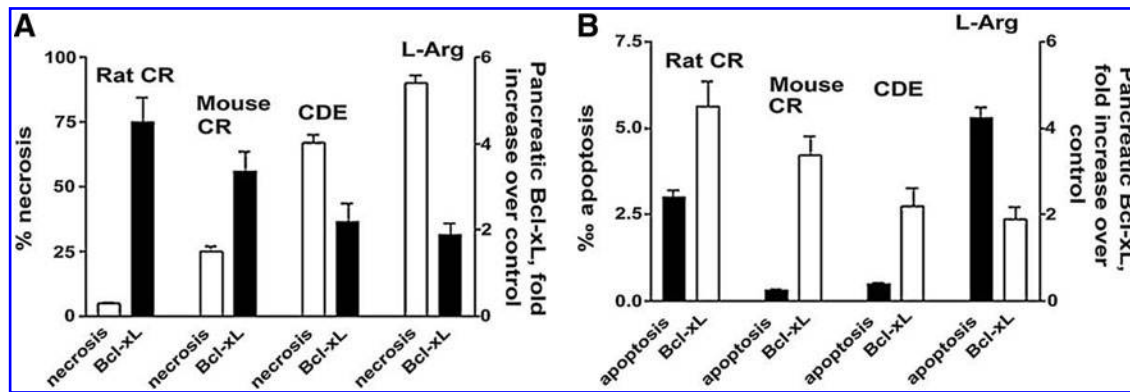 A
% necrosis
100
75
50
25
0
Rat CR
Mouse
CR
CDE
L-Arg
6
4
2
0
Pancreatic Bcl-xL, fold
increase over control
necrosis
Bcl-xL
necrosis
Bcl-xL
necrosis
Bcl-xL
necrosis
Bcl-xL
B
‰ apoptosis
7.5
5.0
2.5
0.0
Rat CR
Mouse
CR
CDE
L-Arg
6
4
2
0
Pancreatic Bcl-xL,
fold increase over
control
apoptosis
Bcl-xL
apoptosis
Bcl-xL
apoptosis
Bcl-xL
apoptosis
Bcl-xL